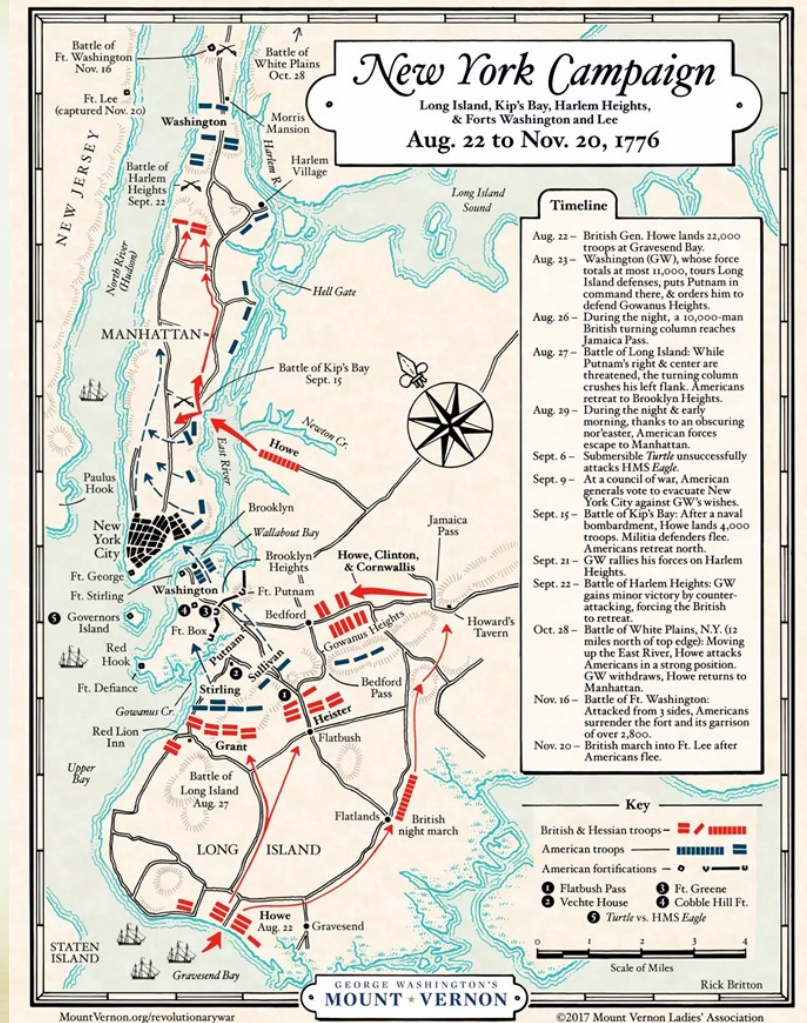 New York Campaign
Long Island, Kip's Bay, Harlem Heights,
& Forts Washington and Lee
Aug. 22 to Nov. 20, 1776
Battle of
Ft. Washington
Nov. 16
Battle of
White Plains
Oct. 28
Ft. Lee
(captured Nov. 20)
Washington
Morris
Mansion
NEW JERSEY
Harlem R.
Battle of
Harlem
Heights
Sept. 22
Harlem
Village
Long Island
Sound
North River
(Hudson)
Hell Gate
MANHATTAN
Battle of Kip's Bay
Sept. 15
Newton Cr.
Howe
East River
Paulus
Hook
New
York
City
Brooklyn
Wallabout Bay
Jamaica
Pass
Brooklyn
Heights
Howe, Clinton,
& Cornwallis
Ft. George
Ft. Stirling
Washington
Ft. Putnam
Bedford
5 Governors
Island
4 3
Ft. Box
Gowanus Heights
Howard's
Tavern
Red
Hook
Putnam
Sullivan
2
Ft. Defiance
Stirling
1
Bedford
Pass
Gowanus Cr.
Heister
Red Lion
Inn
Grant
Flatbush
Upper
Bay
Battle of
Long Island
Aug. 27
Flatlands
British
night march
LONG ISLAND
Howe
Aug. 22
Gravesend
STATEN
ISLAND
Gravesend Bay
Timeline
Aug. 22 – British Gen. Howe lands 22,000
troops at Gravesend Bay.
Aug. 23 – Washington (GW), whose force
totals at most 11,000, tours Long
Island defenses, puts Putnam in
command there, & orders him to
defend Gowanus Heights.
Aug. 26 – During the night, a 10,000-man
British turning column reaches
Jamaica Pass.
Aug. 27 – Battle of Long Island: While
Putnam's right & center are
threatened, the turning column
crushes his left flank. Americans
retreat to Brooklyn Heights.
Aug. 29 – During the night & early
morning, thanks to an obscuring
nor'easter, American forces
escape to Manhattan.
Sept. 6 – Submersible Turtle unsuccessfully
attacks HMS Eagle.
Sept. 9 – At a council of war, American
generals vote to evacuate New
York City against GW's wishes.
Sept. 15 – Battle of Kip's Bay: After a naval
bombardment, Howe lands 4,000
troops. Militia defenders flee.
Americans retreat north.
Sept. 21 – GW rallies his forces on Harlem
Heights.
Sept. 22 – Battle of Harlem Heights: GW
gains minor victory by counter-
attacking, forcing the British
to retreat.
Oct. 28 – Battle of White Plains, N.Y. (12
miles north of top edge): Moving
up the East River, Howe attacks
Americans in a strong position.
GW withdraws, Howe returns to
Manhattan.
Nov. 16 – Battle of Ft. Washington:
Attacked from 3 sides, Americans
surrender the fort and its garrison
of over 2,800.
Nov. 20 – British march into Ft. Lee after
Americans flee.
Key
British & Hessian troops –
American troops
American fortifications –
1 Flatbush Pass
3 Ft. Greene
2 Vechte House
4 Cobble Hill Ft.
5 Turtle vs. HMS Eagle
0 1 2 3 4
Scale of Miles
Rick Britton
GEORGE WASHINGTON'S
MOUNT ★ VERNON
MountVernon.org/revolutionarywar
©2017 Mount Vernon Ladies' Association